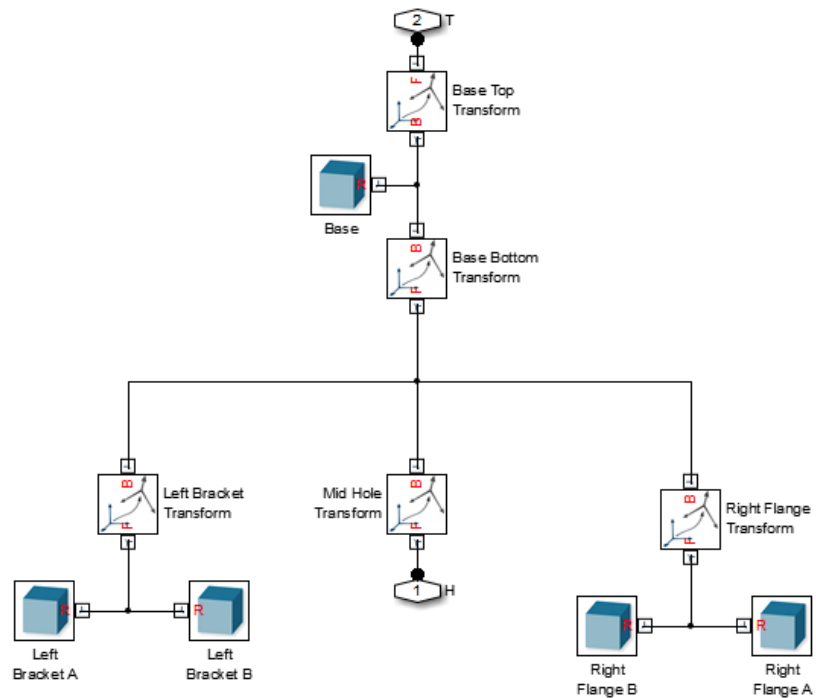 2 T
F
Base Top
Transform
B
R
Base
B
Base Bottom
Transform
F
B
Left Bracket
Transform
F
Mid Hole
Transform
B
F
B
Right Flange
Transform
F
R
Left
Bracket A
R
Left
Bracket B
1 H
R
Right
Flange B
R
Right
Flange A